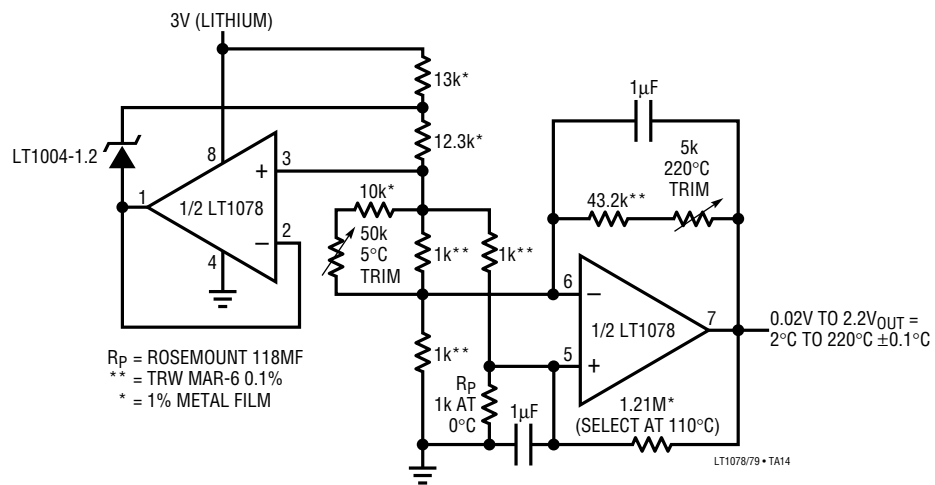 3V (LITHIUM)
13k*
12.3k*
LT1004-1.2
8
3
+
1
1/2 LT1078
2
−
4
10k*
50k
5°C
TRIM
1k**
1k**
1k**
1µF
5k
220°C
TRIM
43.2k**
6
−
1/2 LT1078
7
5
+
0.02V TO 2.2VOUT =
2°C TO 220°C ±0.1°C
RP
1k AT
0°C
1µF
1.21M*
(SELECT AT 110°C)
RP = ROSEMOUNT 118MF
** = TRW MAR-6 0.1%
* = 1% METAL FILM
LT1078/79 • TA14